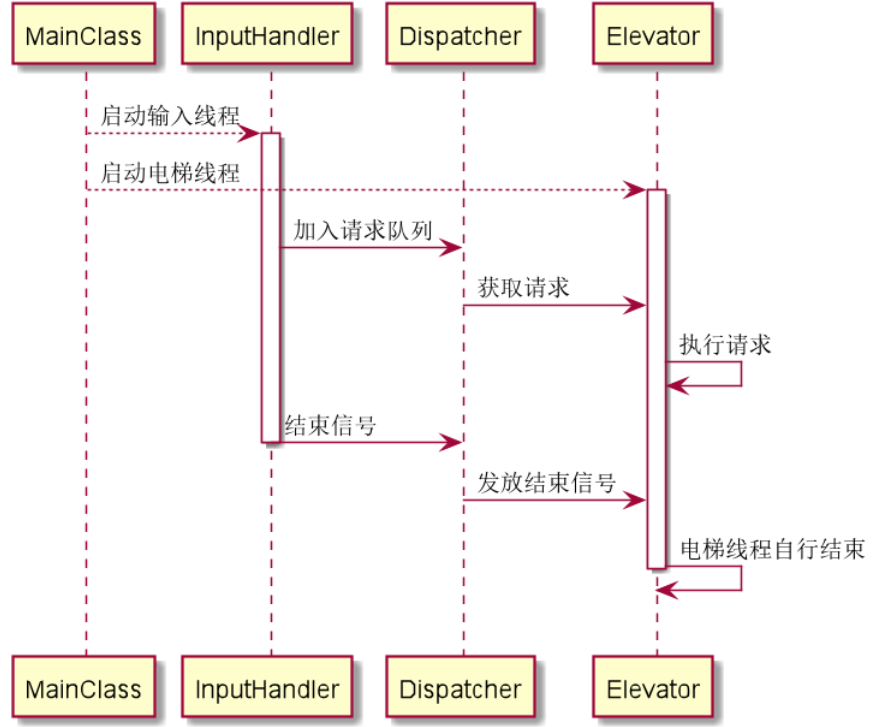 MainClass
InputHandler
Dispatcher
Elevator
启动输入线程
启动电梯线程
加入请求队列
获取请求
执行请求
结束信号
发放结束信号
电梯线程自行结束
MainClass
InputHandler
Dispatcher
Elevator